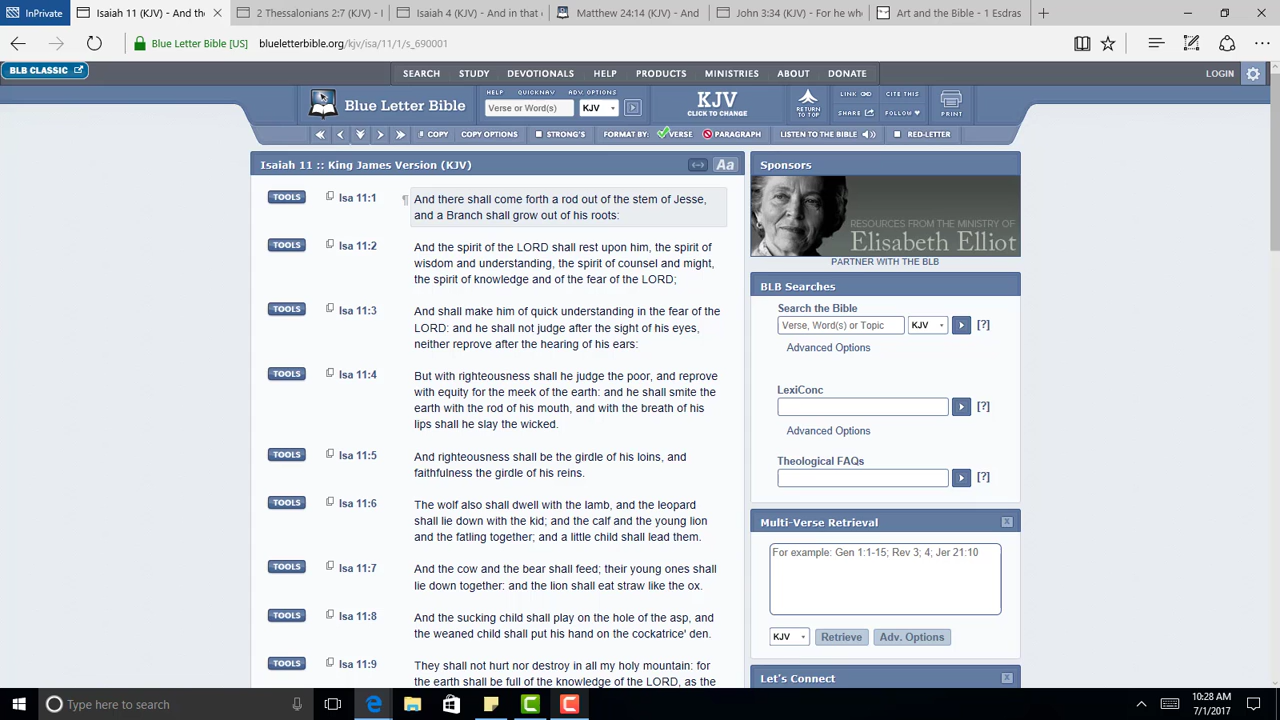 InPrivate
Isaiah 11 (KJV) - And the
2 Thessalonians 2:7 (KJV) - I
Isaiah 4 (KJV) - And in that
Matthew 24:14 (KJV) - And
John 3:34 (KJV) - For he wh
Art and the Bible - 1 Esdras
Blue Letter Bible [US]
blueletterbible.org/kjv/isa/11/1/s_690001
BLB CLASSIC
SEARCH STUDY DEVOTIONALS HELP PRODUCTS MINISTRIES ABOUT DONATE
LOGIN
Blue Letter Bible
HELP QUICKNAV ADV. OPTIONS
Verse or Word(s)
KJV
KJV
CLICK TO CHANGE
RETURN
TO TOP
LINK
CITE THIS
SHARE
FOLLOW
PRINT
COPY COPY OPTIONS STRONG'S FORMAT BY: VERSE PARAGRAPH LISTEN TO THE BIBLE RED-LETTER
Isaiah 11 :: King James Version (KJV)
Aa
TOOLS Isa 11:1 ¶ And there shall come forth a rod out of the stem of Jesse,
and a Branch shall grow out of his roots:
TOOLS Isa 11:2 And the spirit of the LORD shall rest upon him, the spirit of
wisdom and understanding, the spirit of counsel and might,
the spirit of knowledge and of the fear of the LORD;
TOOLS Isa 11:3 And shall make him of quick understanding in the fear of the
LORD: and he shall not judge after the sight of his eyes,
neither reprove after the hearing of his ears:
TOOLS Isa 11:4 But with righteousness shall he judge the poor, and reprove
with equity for the meek of the earth: and he shall smite the
earth with the rod of his mouth, and with the breath of his
lips shall he slay the wicked.
TOOLS Isa 11:5 And righteousness shall be the girdle of his loins, and
faithfulness the girdle of his reins.
TOOLS Isa 11:6 The wolf also shall dwell with the lamb, and the leopard
shall lie down with the kid; and the calf and the young lion
and the fatling together; and a little child shall lead them.
TOOLS Isa 11:7 And the cow and the bear shall feed; their young ones shall
lie down together: and the lion shall eat straw like the ox.
TOOLS Isa 11:8 And the sucking child shall play on the hole of the asp, and
the weaned child shall put his hand on the cockatrice' den.
TOOLS Isa 11:9 They shall not hurt nor destroy in all my holy mountain: for
the earth shall be full of the knowledge of the LORD, as the
Sponsors
RESOURCES FROM THE MINISTRY OF
Elisabeth Elliot
PARTNER WITH THE BLB
BLB Searches
Search the Bible
Verse, Word(s) or Topic
KJV
[?]
Advanced Options
LexiConc
[?]
Advanced Options
Theological FAQs
[?]
Multi-Verse Retrieval
x
For example: Gen 1:1-15; Rev 3; 4; Jer 21:10
KJV
Retrieve
Adv. Options
Let's Connect
x
Type here to search
10:28 AM
7/1/2017